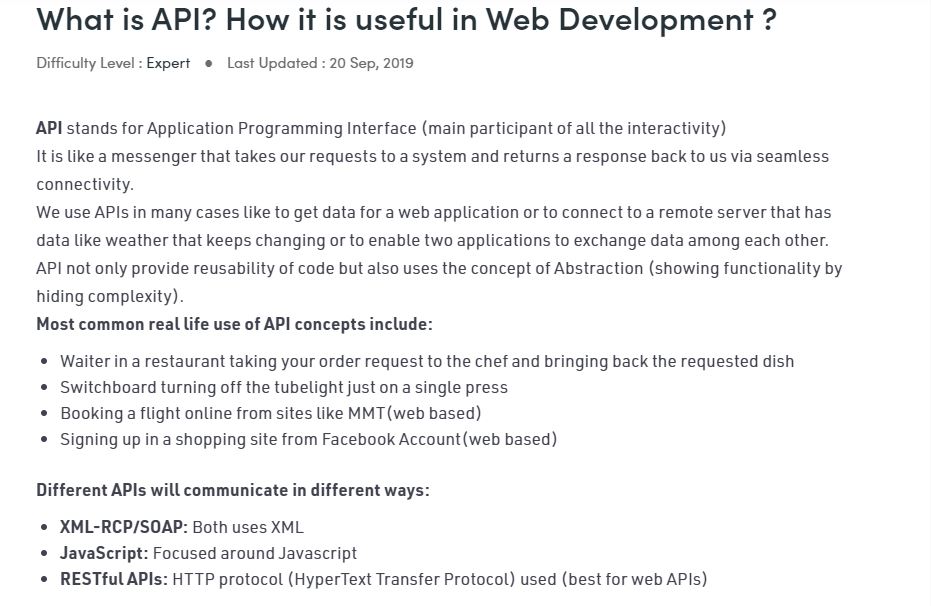 What is API? How it is useful in Web Development ?
Difficulty Level : Expert ● Last Updated : 20 Sep, 2019
API stands for Application Programming Interface (main participant of all the interactivity)
It is like a messenger that takes our requests to a system and returns a response back to us via seamless
connectivity.
We use APIs in many cases like to get data for a web application or to connect to a remote server that has
data like weather that keeps changing or to enable two applications to exchange data among each other.
API not only provide reusability of code but also uses the concept of Abstraction (showing functionality by
hiding complexity).
Most common real life use of API concepts include:
• Waiter in a restaurant taking your order request to the chef and bringing back the requested dish
• Switchboard turning off the tubelight just on a single press
• Booking a flight online from sites like MMT(web based)
• Signing up in a shopping site from Facebook Account(web based)
Different APIs will communicate in different ways:
• XML-RCP/SOAP: Both uses XML
• JavaScript: Focused around Javascript
• RESTful APIs: HTTP protocol (HyperText Transfer Protocol) used (best for web APIs)